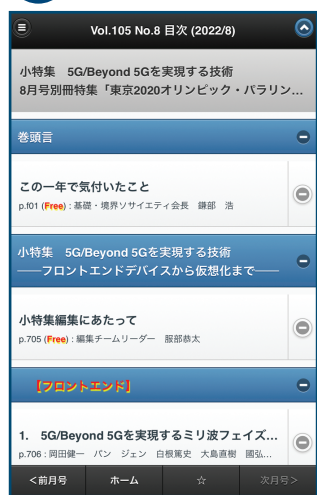 Vol.105 No.8 目次 (2022/8)
小特集 5G/Beyond 5Gを実現する技術
8月号別冊特集「東京2020オリンピック・パラリン...
巻頭言
この一年で気付いたこと
p.f01 (Free) : 基礎・境界ソサイエティ会長 鎌部 浩
小特集 5G/Beyond 5Gを実現する技術
──フロントエンドデバイスから仮想化まで──
小特集編集にあたって
p.705 (Free) : 編集チームリーダー 服部恭太
【フロントエンド】
1. 5G/Beyond 5Gを実現するミリ波フェイズ...
p.706 : 岡田健一 パン ジェン 白根篤史 大島直樹 國弘...
<前月号 ホーム ☆ 次月号>